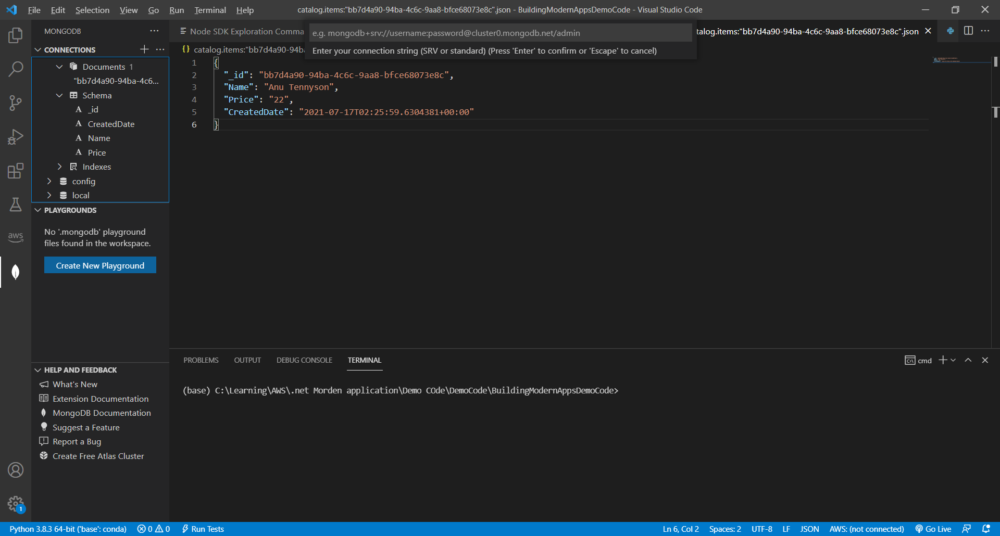 File Edit Selection View Go Run Terminal Help
catalog.items:"bb7d4a90-94ba-4c6c-9aa8-bfce68073e8c".json - BuildingModernAppsDemoCode - Visual Studio Code
MONGODB
Node SDK Exploration Comma
e.g. mongodb+srv://username:password@cluster0.mongodb.net/admin
talog.items:"bb7d4a90-94ba-4c6c-9aa8-bfce68073e8c".json
Enter your connection string (SRV or standard) (Press 'Enter' to confirm or 'Escape' to cancel)
CONNECTIONS
Documents 1
"bb7d4a90-94ba-4c6...
Schema
A _id
A CreatedDate
A Name
A Price
Indexes
config
local
PLAYGROUNDS
No '.mongodb' playground
files found in the workspace.
Create New Playground
HELP AND FEEDBACK
What's New
Extension Documentation
MongoDB Documentation
Suggest a Feature
Report a Bug
Create Free Atlas Cluster
aws
1
{} catalog.items:"bb7d4a90-94b
1 {
2 "_id": "bb7d4a90-94ba-4c6c-9aa8-bfce68073e8c",
3 "Name": "Anu Tennyson",
4 "Price": "22",
5 "CreatedDate": "2021-07-17T02:25:59.6304381+00:00"
6 }
PROBLEMS OUTPUT DEBUG CONSOLE TERMINAL
cmd
(base) C:\Learning\AWS\.net Morden application\Demo COde\DemoCode\BuildingModernAppsDemoCode>
Python 3.8.3 64-bit ('base': conda) 0 0 Run Tests
Ln 6, Col 2 Spaces: 2 UTF-8 LF JSON AWS: (not connected) Go Live